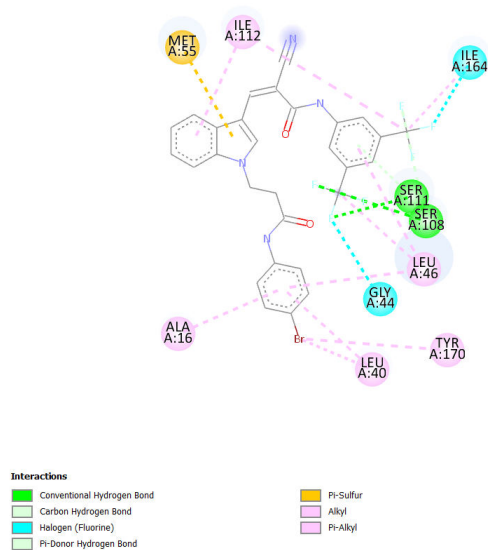 ILE
A:112
MET
A:55
N
ILE
A:164
N
O
N
SER
A:111
SER
A:108
O
N
LEU
A:46
GLY
A:44
ALA
A:16
Br
TYR
A:170
LEU
A:40
Interactions
Conventional Hydrogen Bond
Carbon Hydrogen Bond
Halogen (Fluorine)
Pi-Donor Hydrogen Bond
Pi-Sulfur
Alkyl
Pi-Alkyl